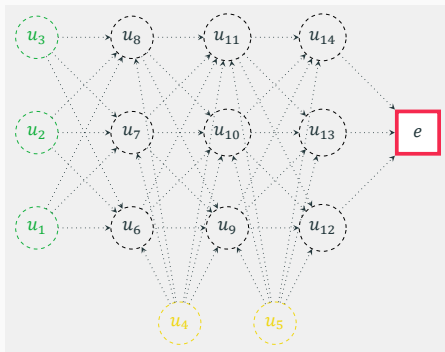 u₃ u₈ u₁₁ u₁₄
u₂ u₇ u₁₀ u₁₃ e
u₁ u₆ u₉ u₁₂
u₄ u₅